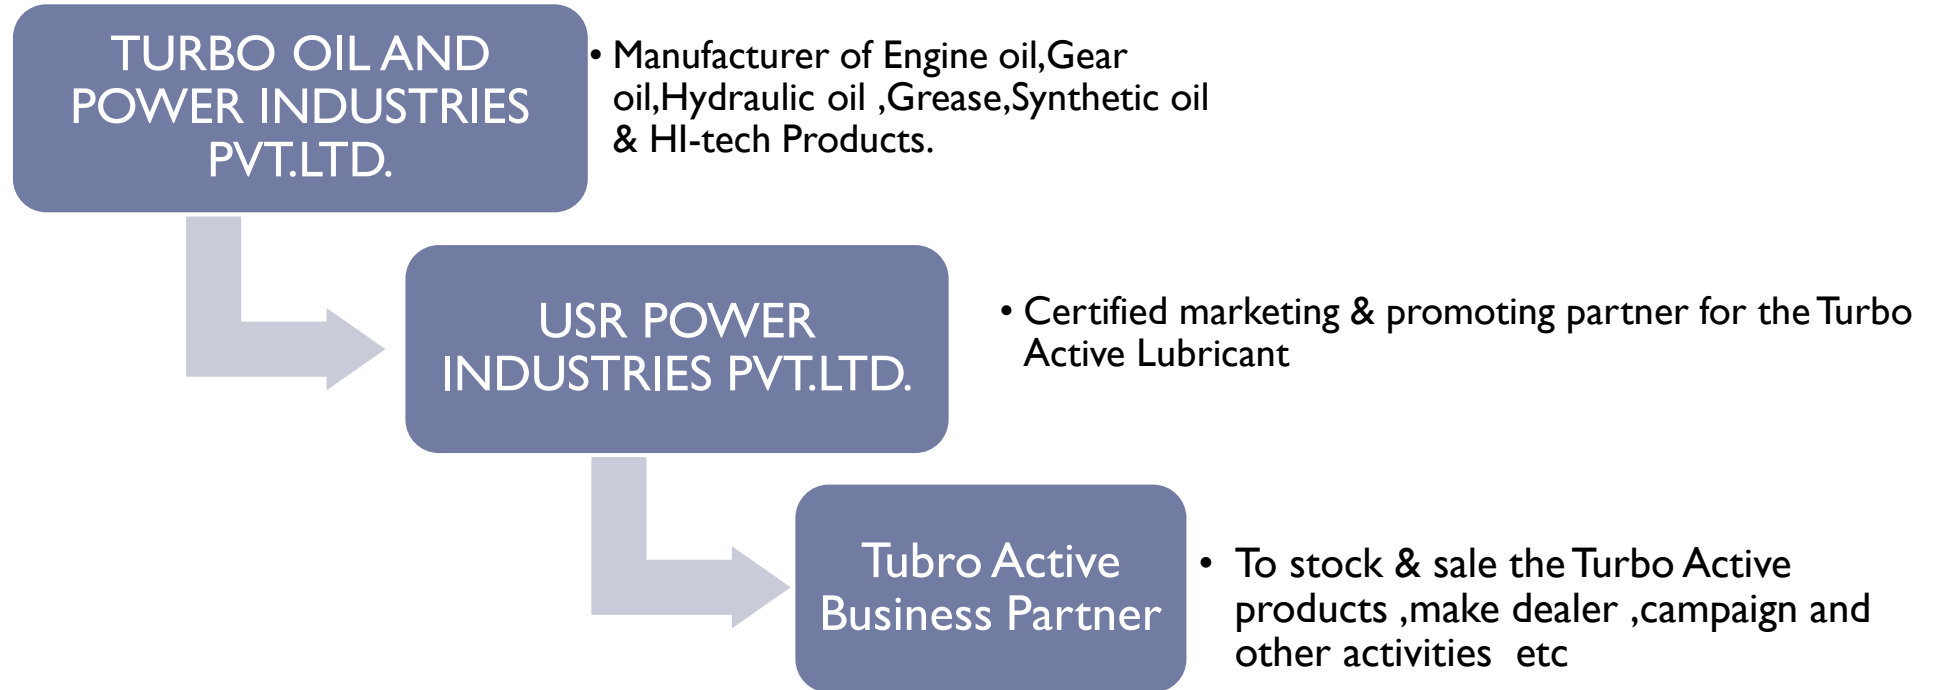 TURBO OIL AND
POWER INDUSTRIES
PVT.LTD.
• Manufacturer of Engine oil,Gear
oil,Hydraulic oil ,Grease,Synthetic oil
& HI-tech Products.
USR POWER
INDUSTRIES PVT.LTD.
• Certified marketing & promoting partner for the Turbo
Active Lubricant
Tubro Active
Business Partner
• To stock & sale the Turbo Active
products ,make dealer ,campaign and
other activities etc